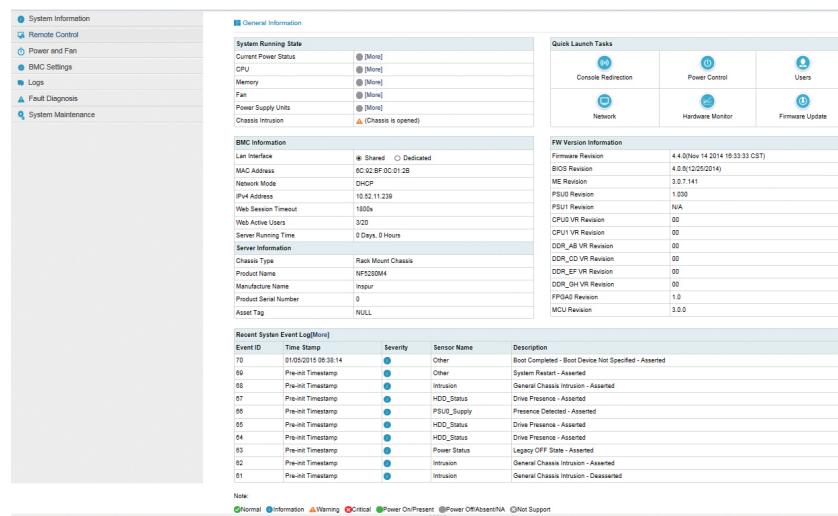 System Information
Remote Control
Power and Fan
BMC Settings
Logs
Fault Diagnosis
System Maintenance
General Information
System Running State
Current Power Status [More]
CPU [More]
Memory [More]
Fan [More]
Power Supply Units [More]
Chassis Intrusion (Chassis is opened)
Quick Launch Tasks
Console Redirection Power Control Users
Network Hardware Monitor Firmware Update
BMC Information
Lan Interface Shared Dedicated
MAC Address 6C:92:BF:0C:01:2B
Network Mode DHCP
IPv4 Address 10.52.11.239
Web Session Timeout 1800s
Web Active Users 3/20
Server Running Time 0 Days, 0 Hours
Server Information
Chassis Type Rack Mount Chassis
Product Name NF5280M4
Manufacture Name Inspur
Product Serial Number 0
Asset Tag NULL
FW Version Information
Firmware Revision 4.4.0(Nov 14 2014 16:33:33 CST)
BIOS Revision 4.0.6(12/25/2014)
ME Revision 3.0.7.141
PSU0 Revision 1.030
PSU1 Revision N/A
CPU0 VR Revision 00
CPU1 VR Revision 00
DDR_AB VR Revision 00
DDR_CD VR Revision 00
DDR_EF VR Revision 00
DDR_GH VR Revision 00
FPGA0 Revision 1.0
MCU Revision 3.0.0
Recent Systen Event Log[More]
Event ID Time Stamp Severity Sensor Name Description
70 01/05/2015 06:38:14 Other Boot Completed - Boot Device Not Specified - Asserted
69 Pre-init Timestamp Other System Restart - Asserted
68 Pre-init Timestamp Intrusion General Chassis Intrusion - Asserted
67 Pre-init Timestamp HDD_Status Drive Presence - Asserted
66 Pre-init Timestamp PSU0_Supply Presence Detected - Asserted
65 Pre-init Timestamp HDD_Status Drive Presence - Asserted
64 Pre-init Timestamp HDD_Status Drive Presence - Asserted
63 Pre-init Timestamp Power Status Legacy OFF State - Asserted
62 Pre-init Timestamp Intrusion General Chassis Intrusion - Asserted
61 Pre-init Timestamp Intrusion General Chassis Intrusion - Deasserted
Note:
Normal Information Warning Critical Power On/Present Power Off/Absent/NA Not Support